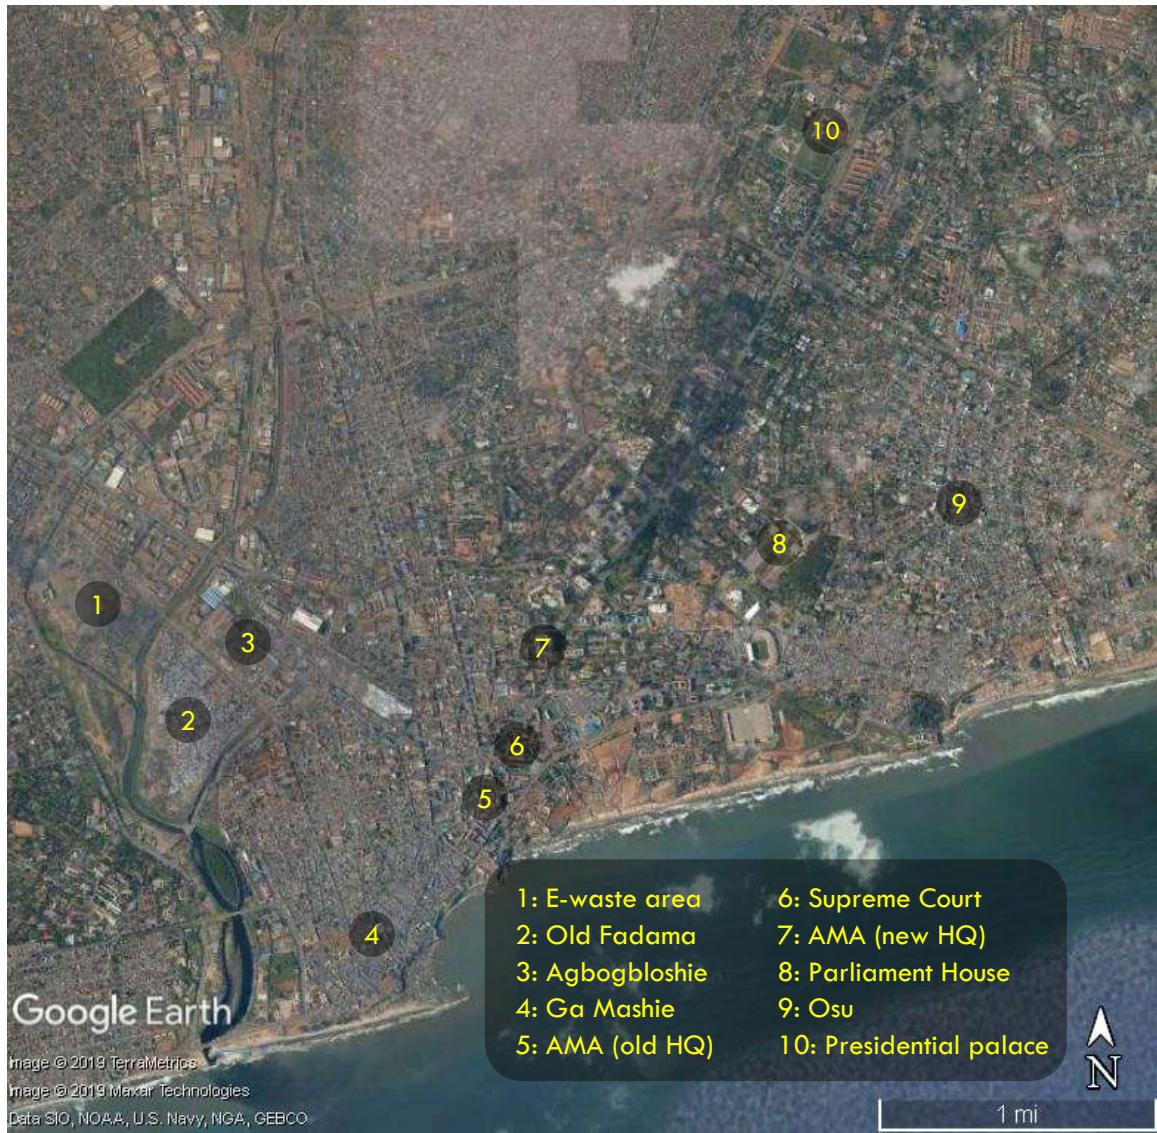 10
9
8
1
3
7
2
6
5
4
1: E-waste area
2: Old Fadama
3: Agbogbloshie
4: Ga Mashie
5: AMA (old HQ)
6: Supreme Court
7: AMA (new HQ)
8: Parliament House
9: Osu
10: Presidential palace
Google Earth
Image © 2019 TerraMetrics
Image © 2019 Maxar Technologies
Data SIO, NOAA, U.S. Navy, NGA, GEBCO
N
1 mi